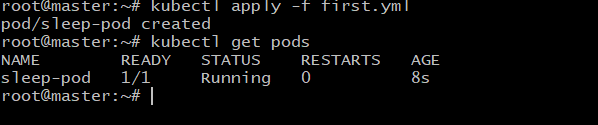 root@master:~# kubectl apply -f first.yml
pod/sleep-pod created
root@master:~# kubectl get pods
NAME READY STATUS RESTARTS AGE
sleep-pod 1/1 Running 0 8s
root@master:~#